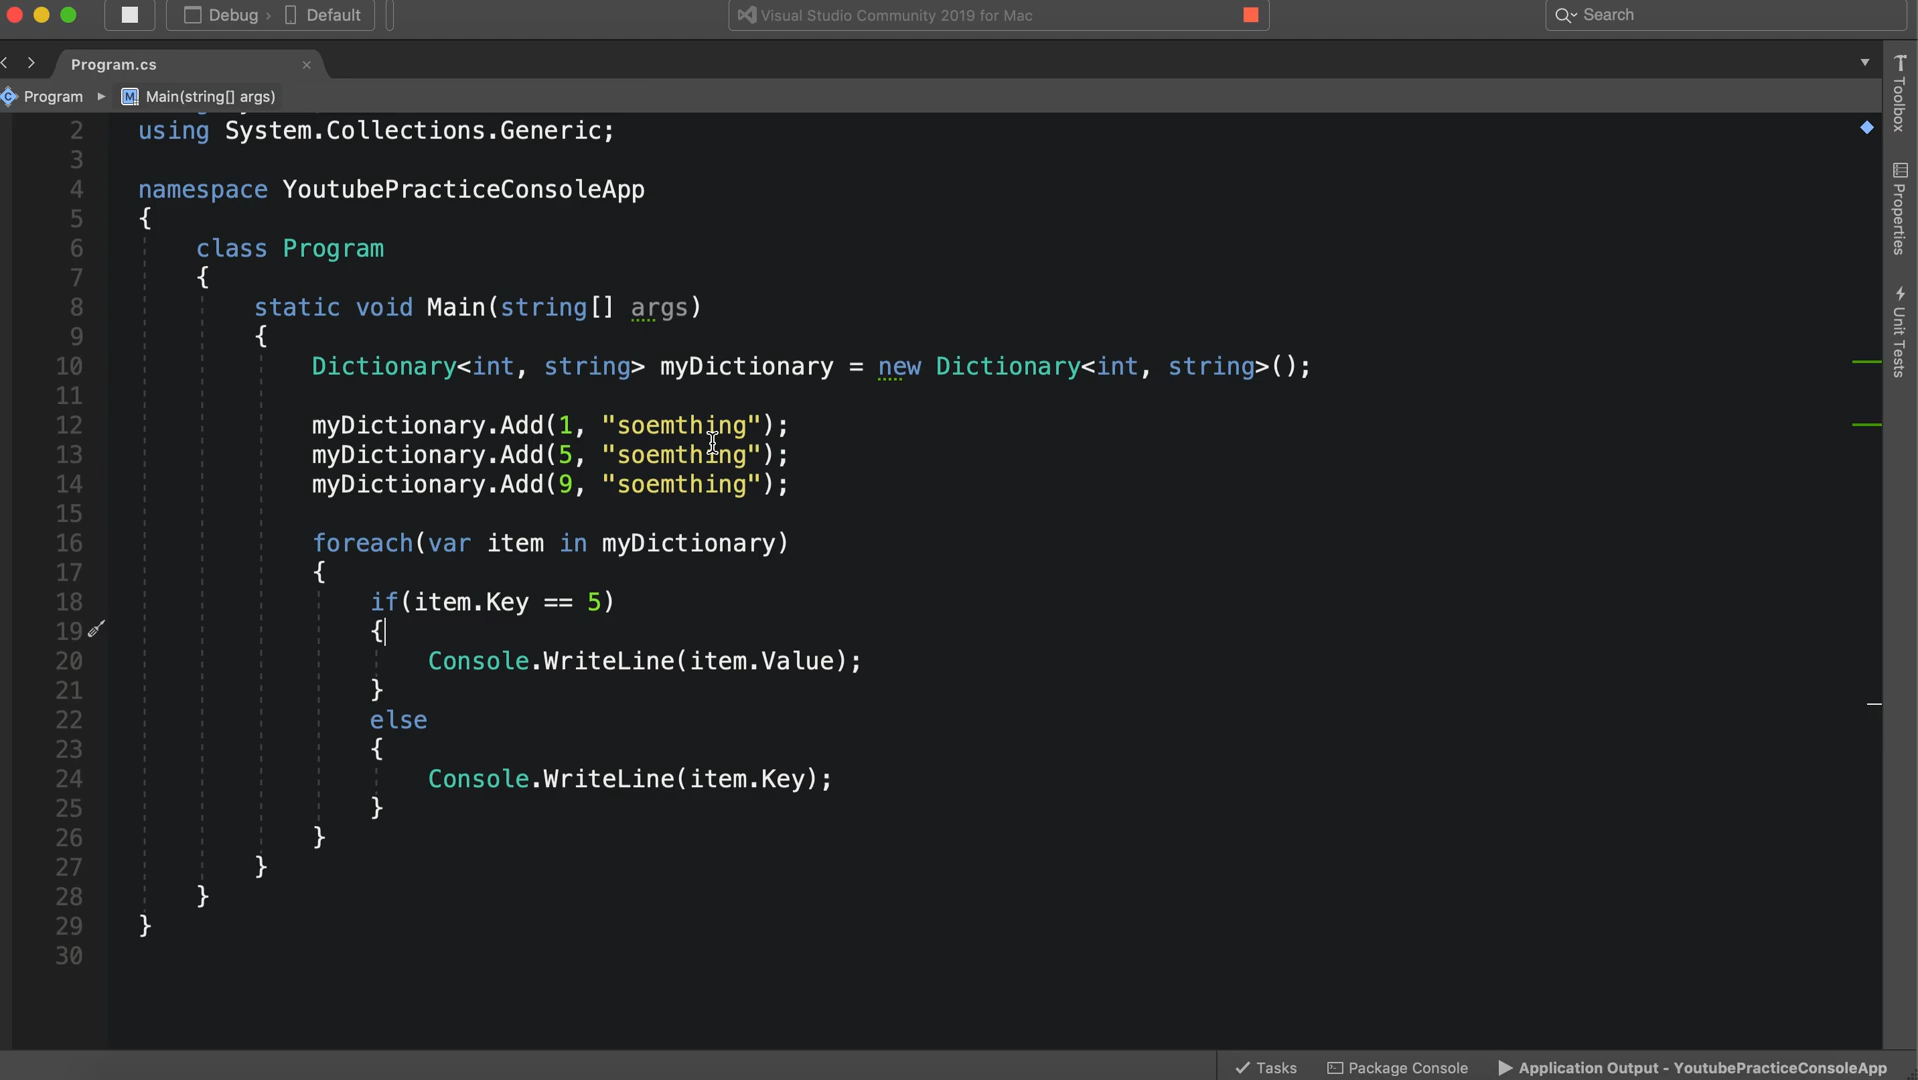 Debug › Default
Visual Studio Community 2019 for Mac
Search
Program.cs
Program ▸ Main(string[] args)
Toolbox
Properties
Unit Tests
2 using System.Collections.Generic;
3
4 namespace YoutubePracticeConsoleApp
5 {
6 class Program
7 {
8 static void Main(string[] args)
9 {
10 Dictionary<int, string> myDictionary = new Dictionary<int, string>();
11
12 myDictionary.Add(1, "soemthing");
13 myDictionary.Add(5, "soemthing");
14 myDictionary.Add(9, "soemthing");
15
16 foreach(var item in myDictionary)
17 {
18 if(item.Key == 5)
19 {
20 Console.WriteLine(item.Value);
21 }
22 else
23 {
24 Console.WriteLine(item.Key);
25 }
26 }
27 }
28 }
29 }
30
Tasks
Package Console
Application Output - YoutubePracticeConsoleApp